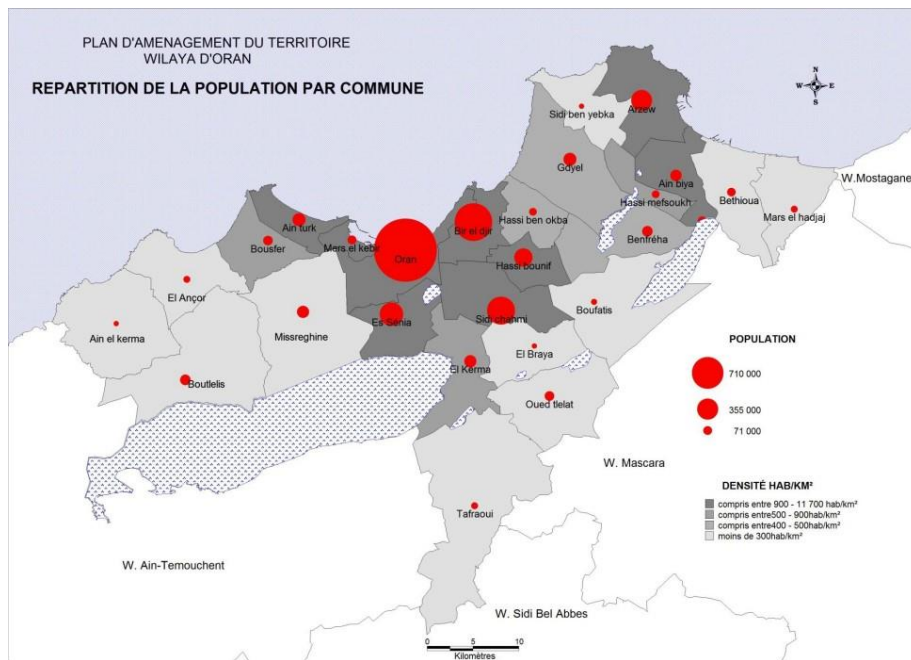 PLAN D'AMENAGEMENT DU TERRITOIRE
WILAYA D'ORAN
REPARTITION DE LA POPULATION PAR COMMUNE
N
W E
S
Sidi ben yebka
Arzew
Gdyel
Ain biya
W.Mostagane
Hassi mefsoukh
Bethioua
Mars el hadjaj
Hassi ben okba
Ain turk
Bir el djir
Benfréha
Bousfer
Mers el kebir
Oran
Hassi bounif
El Ançor
Boufatis
Missreghine
Es Sénia
Sidi chahmi
Ain el kerma
El Braya
El Kerma
Boutlelis
Oued tlelat
Tafraoui
POPULATION
710 000
355 000
71 000
W. Mascara
DENSITÉ HAB/KM²
compris entre 900 - 11 700 hab/km²
compris entre500 - 900hab/km²
compris entre400 - 500hab/km²
moins de 300hab/km²
W. Ain-Temouchent
W. Sidi Bel Abbes
0 5 10
Kilomètres